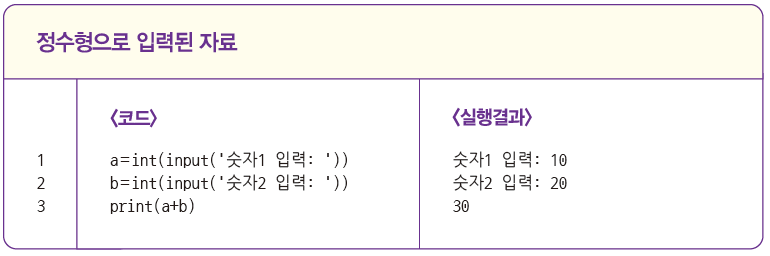 정수형으로 입력된 자료
<코드>
1 a=int(input('숫자1 입력: '))
2 b=int(input('숫자2 입력: '))
3 print(a+b)
<실행결과>
숫자1 입력: 10
숫자2 입력: 20
30